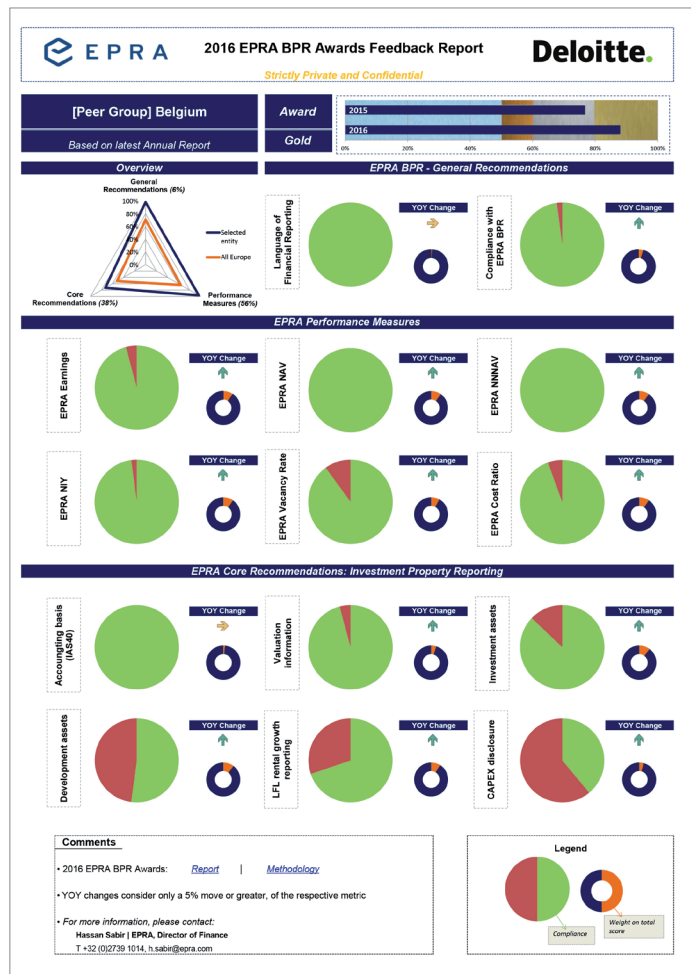 EPRA
2016 EPRA BPR Awards Feedback Report
Deloitte.
Strictly Private and Confidential
[Peer Group] Belgium
Based on latest Annual Report
Award
Gold
2015
2016
0% 20% 40% 60% 80% 100%
Overview
EPRA BPR - General Recommendations
General
Recommendations (6%)
100%
80%
60%
40%
20%
0%
Selected
entity
All Europe
Core
Recommendations (38%)
Performance
Measures (56%)
Language of
Financial Reporting
YOY Change
Compliance with
EPRA BPR
YOY Change
EPRA Performance Measures
EPRA Earnings
YOY Change
EPRA NAV
YOY Change
EPRA NNNAV
YOY Change
EPRA NIY
YOY Change
EPRA Vacancy Rate
YOY Change
EPRA Cost Ratio
YOY Change
EPRA Core Recommendations: Investment Property Reporting
Accoungting basis
(IAS40)
YOY Change
Valuation
information
YOY Change
Investment assets
YOY Change
Development assets
YOY Change
LFL rental growth
reporting
YOY Change
CAPEX disclosure
YOY Change
Comments
• 2016 EPRA BPR Awards: Report | Methodology
• YOY changes consider only a 5% move or greater, of the respective metric
• For more information, please contact:
Hassan Sabir | EPRA, Director of Finance
T +32 (0)2739 1014, h.sabir@epra.com
Legend
Compliance
Weight on total
score